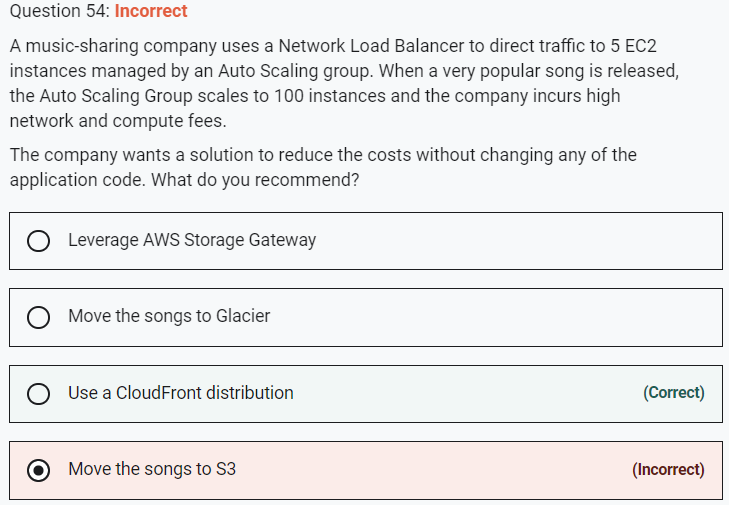 Question 54: Incorrect
A music-sharing company uses a Network Load Balancer to direct traffic to 5 EC2
instances managed by an Auto Scaling group. When a very popular song is released,
the Auto Scaling Group scales to 100 instances and the company incurs high
network and compute fees.
The company wants a solution to reduce the costs without changing any of the
application code. What do you recommend?
Leverage AWS Storage Gateway
Move the songs to Glacier
Use a CloudFront distribution (Correct)
Move the songs to S3 (Incorrect)